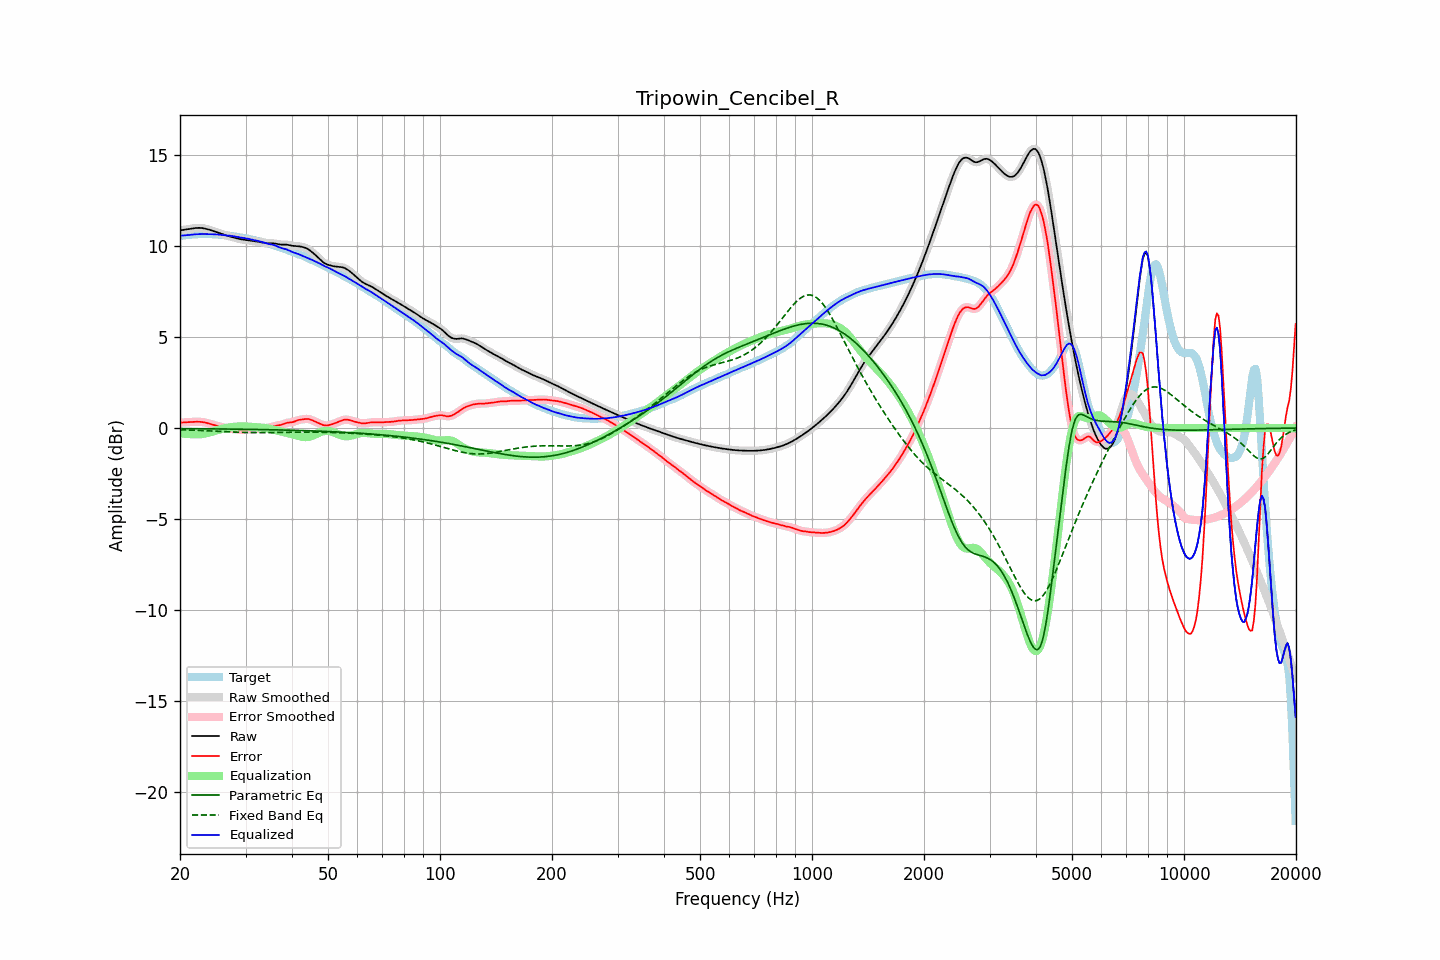 Tripowin_Cencibel_R
Amplitude (dBr)
15
10
5
0
−5
−10
−15
−20
Target
Raw Smoothed
Error Smoothed
Raw
Error
Equalization
Parametric Eq
Fixed Band Eq
Equalized
20 50 100 200 500 1000 2000 5000 10000 20000
Frequency (Hz)